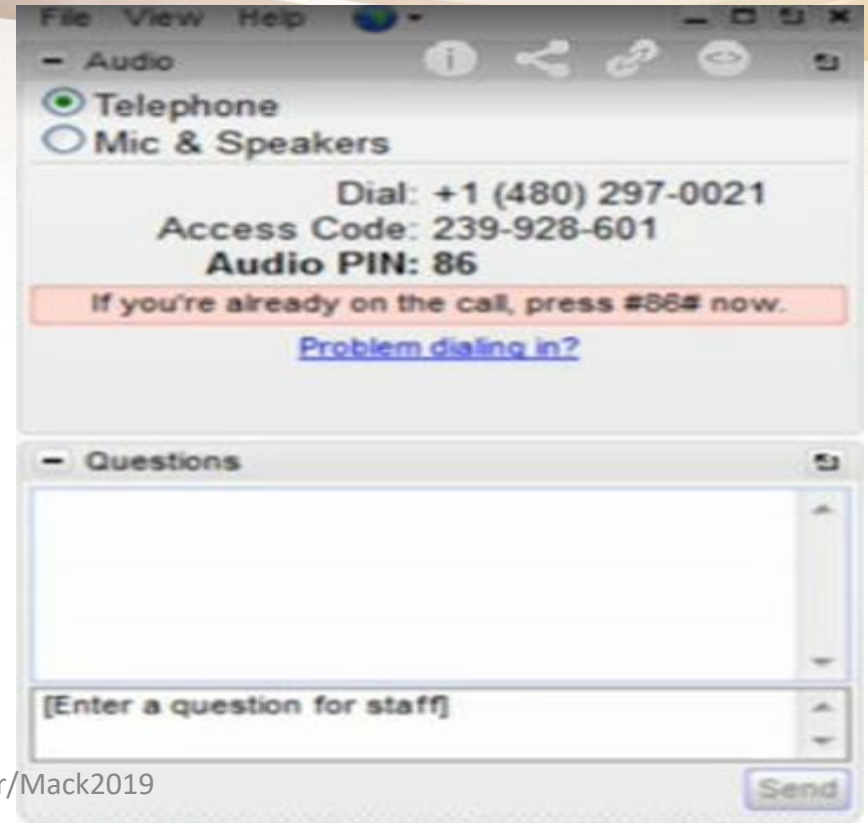 File View Help
Audio
Telephone
Mic & Speakers
Dial: +1 (480) 297-0021
Access Code: 239-928-601
Audio PIN: 86
If you're already on the call, press #86# now.
Problem dialing in?
Questions
[Enter a question for staff]
r/Mack2019
Send